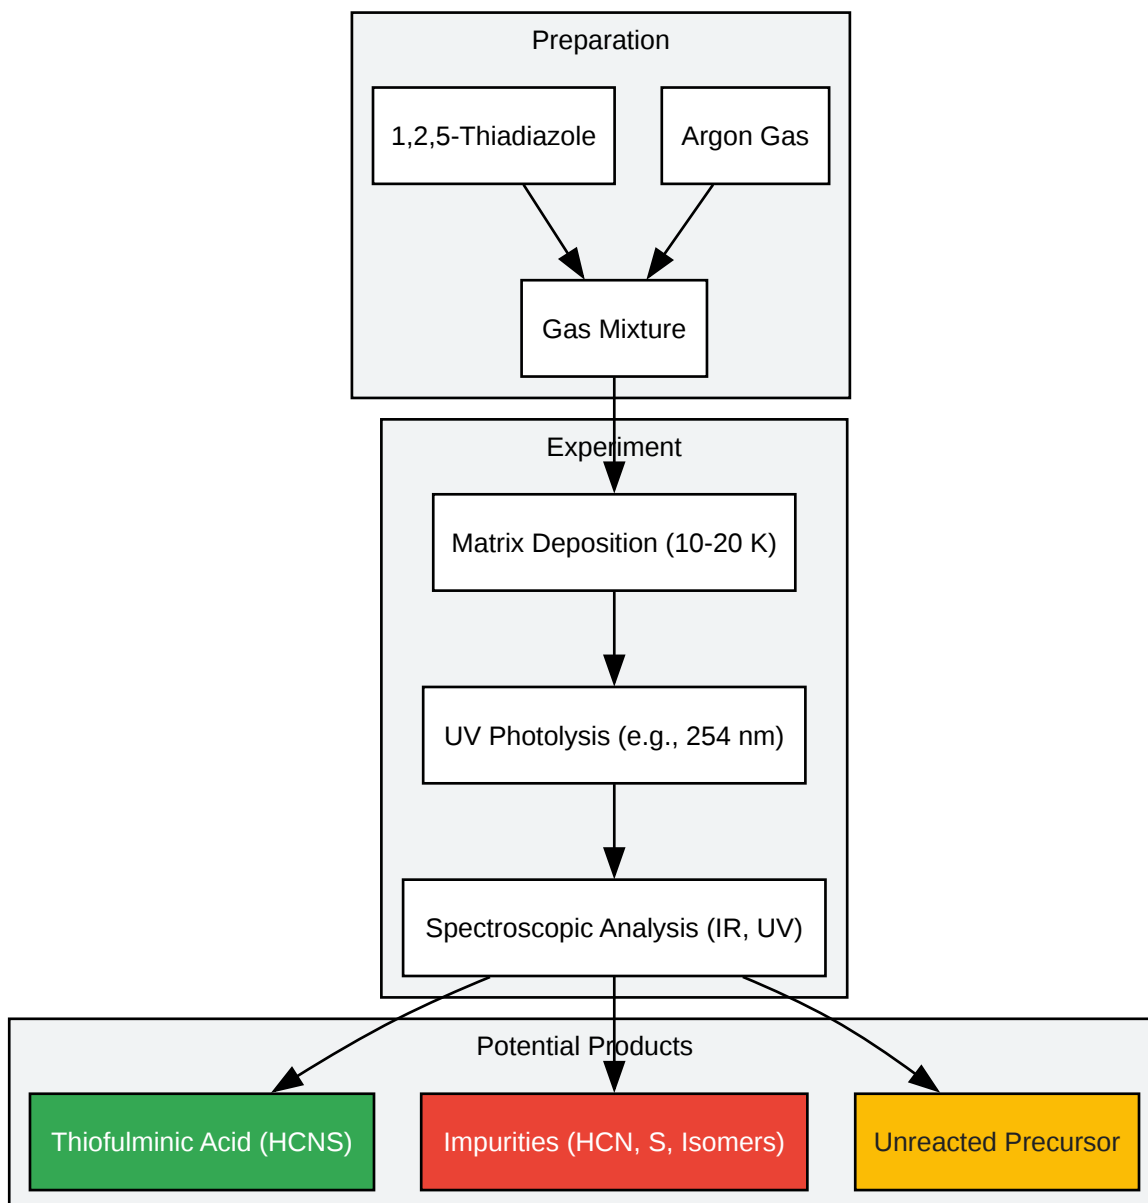 Preparation
1,2,5-Thiadiazole
Argon Gas
Gas Mixture
Experiment
Matrix Deposition (10-20 K)
UV Photolysis (e.g., 254 nm)
Spectroscopic Analysis (IR, UV)
Potential Products
Thiofulminic Acid (HCNS)
Impurities (HCN, S, Isomers)
Unreacted Precursor